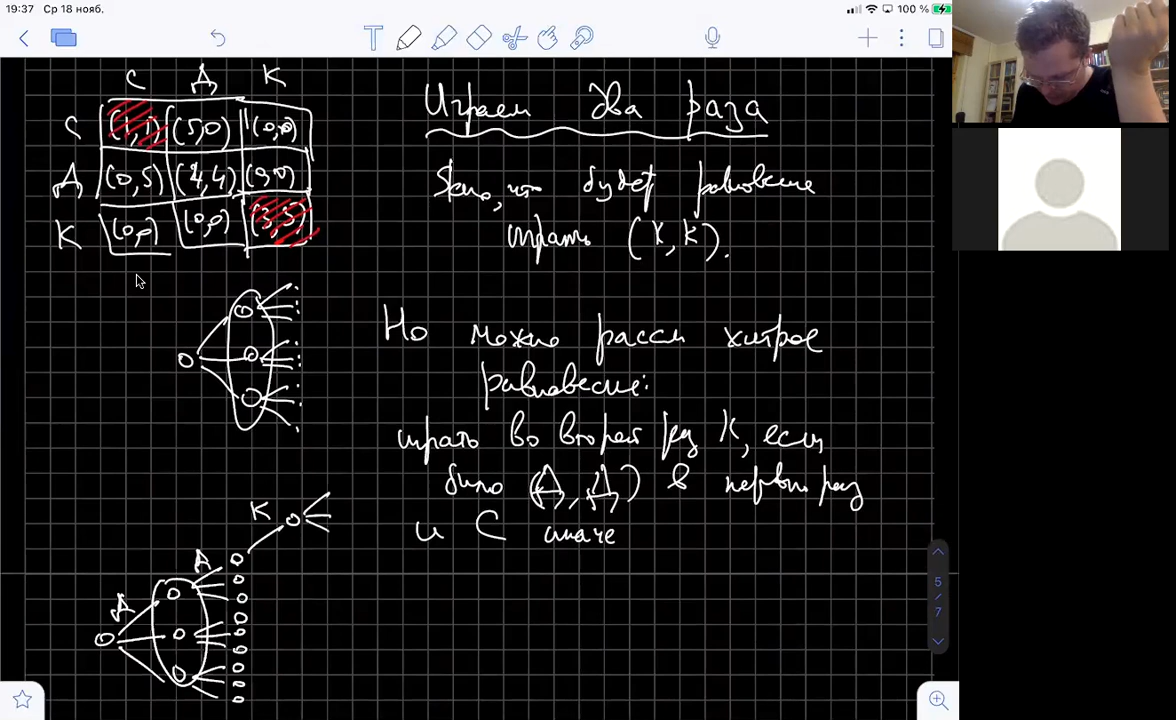 19:37 Ср 18 нояб.
100 %
С Д К
С (1,1) (5,0) (0,0)
Д (0,5) (4,4) (0,0)
К (0,0) (0,0) (3,3)
Играем два раза
Ясно, что будет равновесие
играть (К,К).
Но можно рассм хитрое
равновесие:
играть во второй раз К, если
было (Д, Д) в первый раз
и С иначе
К
Д
Д
5
/
7